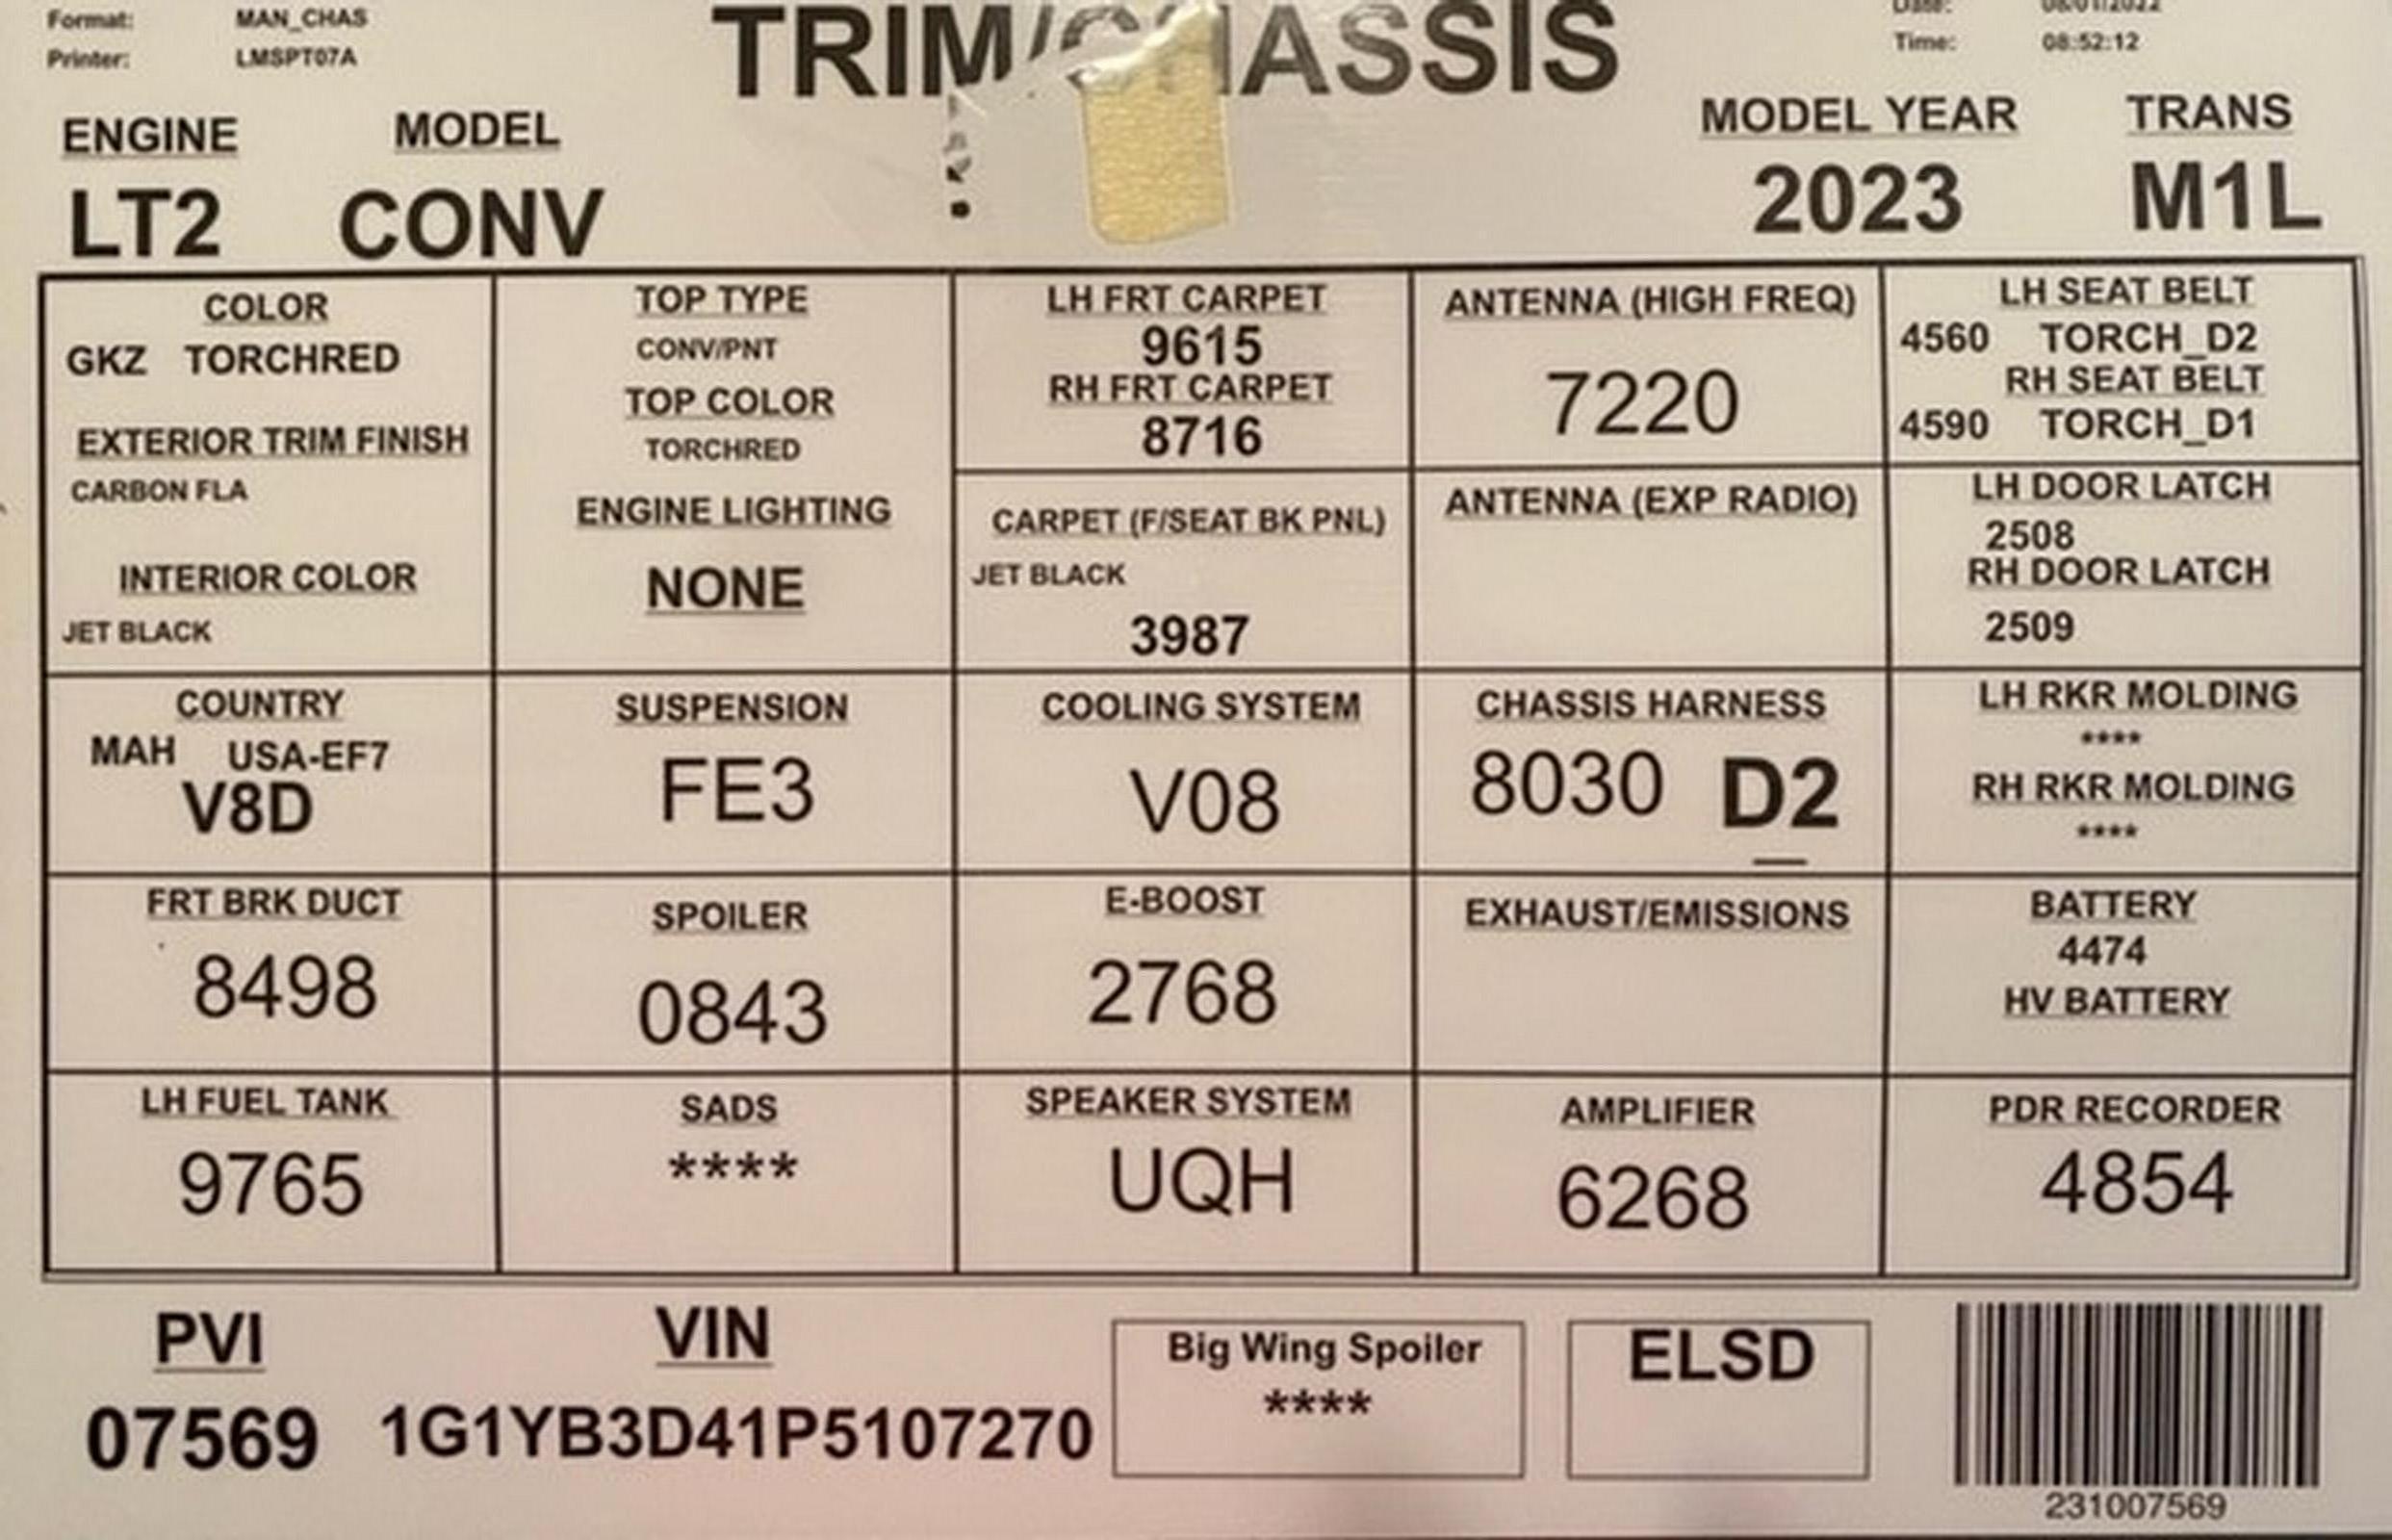 Format: MAN_CHAS
Printer: LMSPT07A
TRIM/CHASSIS
Date: 08/01/2022
Time: 08:52:12
ENGINE MODEL MODEL YEAR TRANS
LT2 CONV 2023 M1L
COLOR
GKZ TORCHRED
EXTERIOR TRIM FINISH
CARBON FLA
INTERIOR COLOR
JET BLACK
TOP TYPE
CONV/PNT
TOP COLOR
TORCHRED
ENGINE LIGHTING
NONE
LH FRT CARPET
9615
RH FRT CARPET
8716
CARPET (F/SEAT BK PNL)
JET BLACK
3987
ANTENNA (HIGH FREQ)
7220
ANTENNA (EXP RADIO)
LH SEAT BELT
4560 TORCH_D2
RH SEAT BELT
4590 TORCH_D1
LH DOOR LATCH
2508
RH DOOR LATCH
2509
COUNTRY
MAH USA-EF7
V8D
SUSPENSION
FE3
COOLING SYSTEM
V08
CHASSIS HARNESS
8030 D2
LH RKR MOLDING
****
RH RKR MOLDING
****
FRT BRK DUCT
8498
SPOILER
0843
E-BOOST
2768
EXHAUST/EMISSIONS
BATTERY
4474
HV BATTERY
LH FUEL TANK
9765
SADS
****
SPEAKER SYSTEM
UQH
AMPLIFIER
6268
PDR RECORDER
4854
PVI
07569
VIN
1G1YB3D41P5107270
Big Wing Spoiler
****
ELSD
231007569